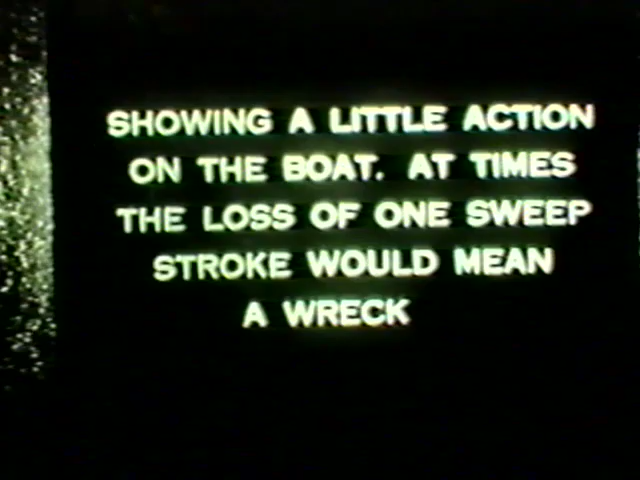 SHOWING A LITTLE ACTION
ON THE BOAT. AT TIMES
THE LOSS OF ONE SWEEP
STROKE WOULD MEAN
A WRECK